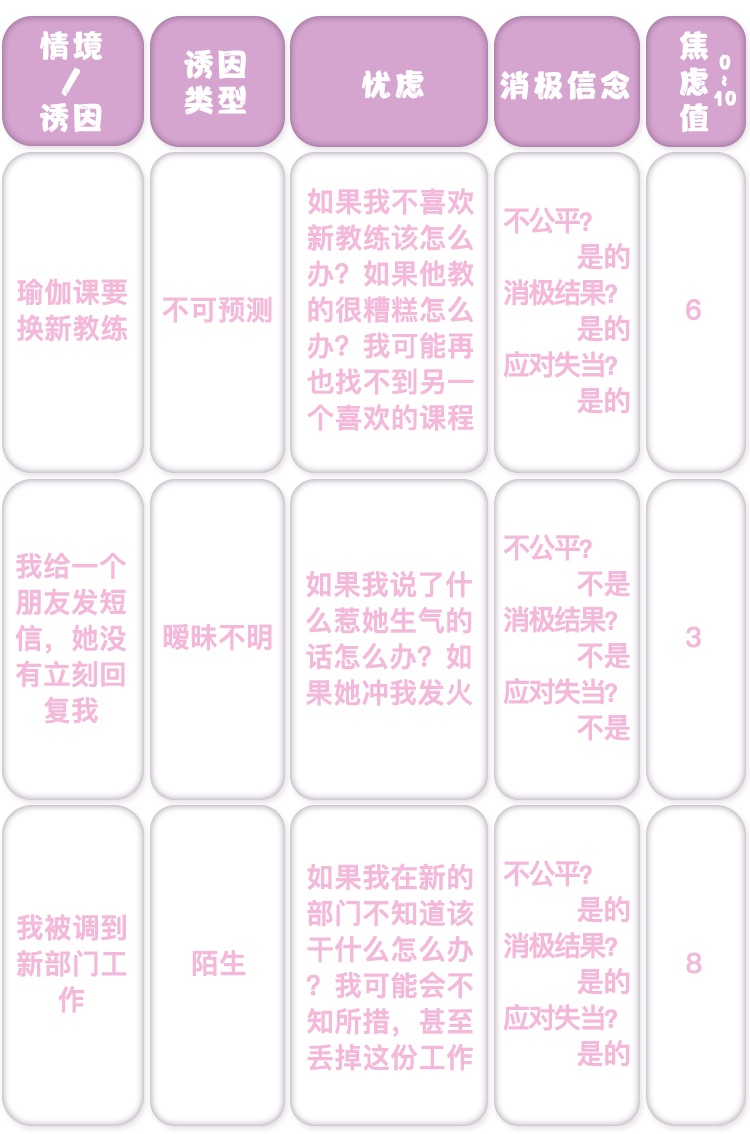 情境
/
诱因
诱因
类型
忧虑
消极信念
焦
虑
值
0
~
10
瑜伽课要
换新教练
不可预测
如果我不喜欢
新教练该怎么
办？如果他教
的很糟糕怎么
办？我可能再
也找不到另一
个喜欢的课程
不公平?
是的
消极结果?
是的
应对失当?
是的
6
我给一个
朋友发短
信，她没
有立刻回
复我
暧昧不明
如果我说了什
么惹她生气的
话怎么办？如
果她冲我发火
不公平?
不是
消极结果?
不是
应对失当?
不是
3
我被调到
新部门工
作
陌生
如果我在新的
部门不知道该
干什么怎么办
？我可能会不
知所措，甚至
丢掉这份工作
不公平?
是的
消极结果?
是的
应对失当?
是的
8